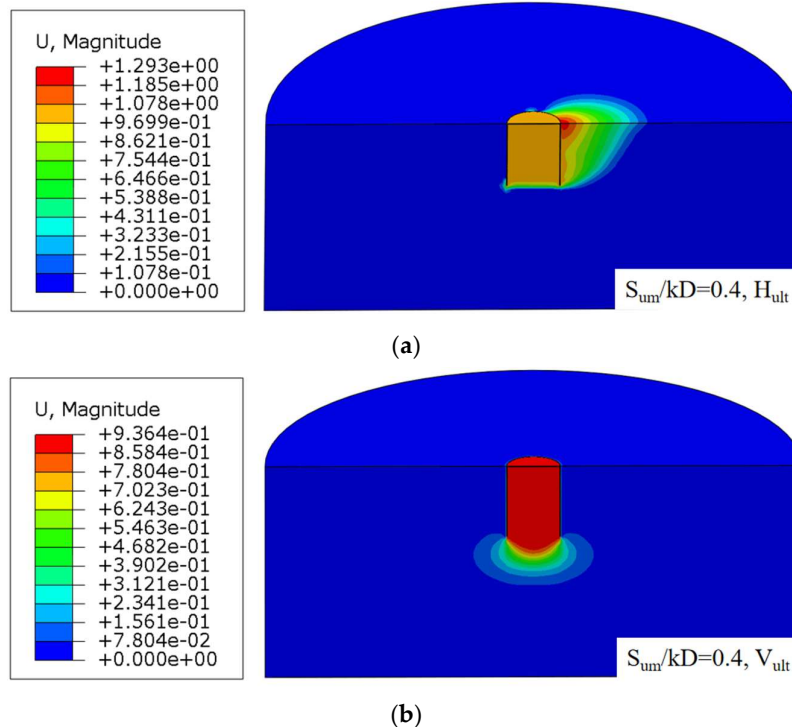 U, Magnitude
+1.293e+00
+1.185e+00
+1.078e+00
+9.699e-01
+8.621e-01
+7.544e-01
+6.466e-01
+5.388e-01
+4.311e-01
+3.233e-01
+2.155e-01
+1.078e-01
+0.000e+00
Sum/kD=0.4, Hult
(a)
U, Magnitude
+9.364e-01
+8.584e-01
+7.804e-01
+7.023e-01
+6.243e-01
+5.463e-01
+4.682e-01
+3.902e-01
+3.121e-01
+2.341e-01
+1.561e-01
+7.804e-02
+0.000e+00
Sum/kD=0.4, Vult
(b)